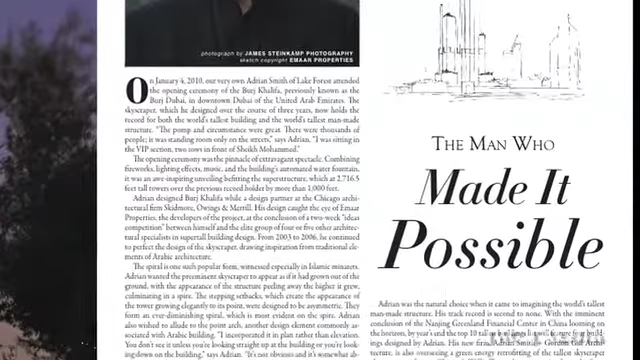 photograph by JAMES STEINKAMP PHOTOGRAPHY
sketch copyright EMAAR PROPERTIES
On January 4, 2010, our very own Adrian Smith of Lake Forest attended
the opening ceremony of the Burj Khalifa, previously known as the
Burj Dubai, in downtown Dubai of the United Arab Emirates. The
skyscraper, which he designed over the course of three years, now holds the
record for both the world's tallest building and the world's tallest man-made
structure. "The pomp and circumstance were great. There were thousands of
people; it was standing room only on the streets," says Adrian. "I was sitting in
the VIP section, two rows in front of Sheikh Mohammed."
The opening ceremony was the pinnacle of extravagant spectacle. Combining
fireworks, lighting effects, music, and the building's automated water fountain,
it was an awe-inspiring unveiling befitting the superstructure, which at 2,716.5
feet tall towers over the previous record holder by more than 1,000 feet.
Adrian designed Burj Khalifa while a design partner at the Chicago archi-
tectural firm Skidmore, Owings & Merrill. His design caught the eye of Emaar
Properties, the developers of the project, at the conclusion of a two-week "ideas
competition" between himself and the elite group of four or five other architec-
tural specialists in supertall building design. From 2003 to 2006, he continued
to perfect the design of the skyscraper, drawing inspiration from traditional ele-
ments of Arabic architecture.
The spiral is one such popular form, witnessed especially in Islamic minarets.
Adrian wanted the preeminent skyscraper to appear as if it had grown out of the
ground, with the appearance of the structure peeling away the higher it grew,
culminating in a spire. The stepping setbacks, which create the appearance of
the tower growing elegantly to its point, were designed to be asymmetric. They
form an ever-diminishing spiral, which is most evident on the spire. Adrian
also wished to allude to the point arch, another design element commonly as-
sociated with Arabic building. "I incorporated it in plan rather than elevation.
You don't see it unless you're looking straight up at the building or you're look-
ing down on the building," says Adrian. "It's not obvious and it's somewhat ab-
THE MAN WHO
Made It
Possible
Adrian was the natural choice when it came to imagining the world's tallest
man-made structure. His track record is second to none. With the imminent
conclusion of the Nanjing Greenland Financial Center in China looming on
the horizon, by year's end the top 10 tallest buildings will feature four build-
ings designed by Adrian. His new firm, Adrian Smith + Gordon Gill Archi-
tecture, is also overseeing a green energy retrofitting of the tallest skyscraper